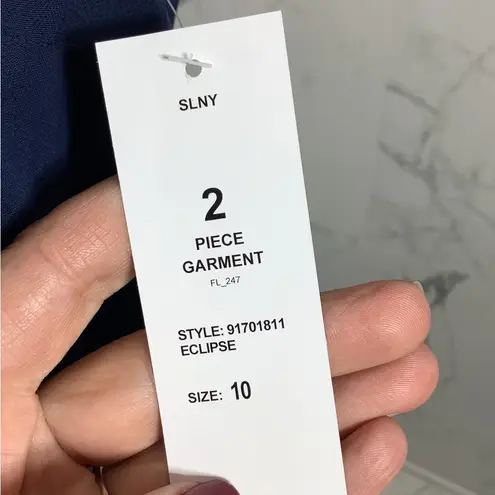 SLNY
2
PIECE
GARMENT
FL_247
STYLE: 91701811
ECLIPSE
SIZE: 10